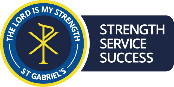 THE LORD IS MY STRENGTH
ST GABRIEL'S
STRENGTH
SERVICE
SUCCESS